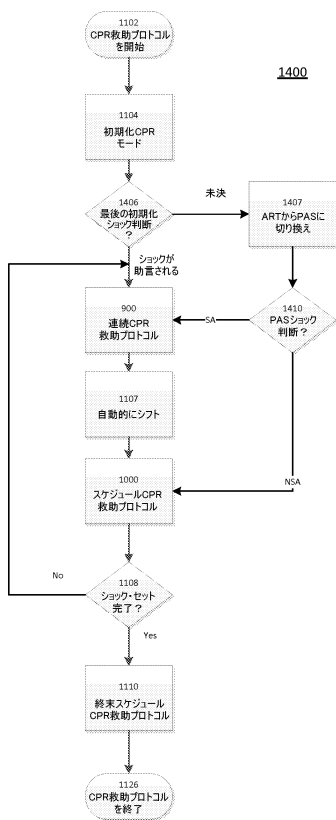 1400
1102
CPR救助プロトコル
を開始
1104
初期化CPR
モード
1406
最後の初期化
ショック判断
?
未決
1407
ARTからPASに
切り換え
ショックが
助言される
900
連続CPR
救助プロトコル
SA
1410
PASショック
判断?
1107
自動的にシフト
NSA
1000
スケジュールCPR
救助プロトコル
No
1108
ショック・セット
完了?
Yes
1110
終末スケジュール
CPR救助プロトコル
1126
CPR救助プロトコル
を終了